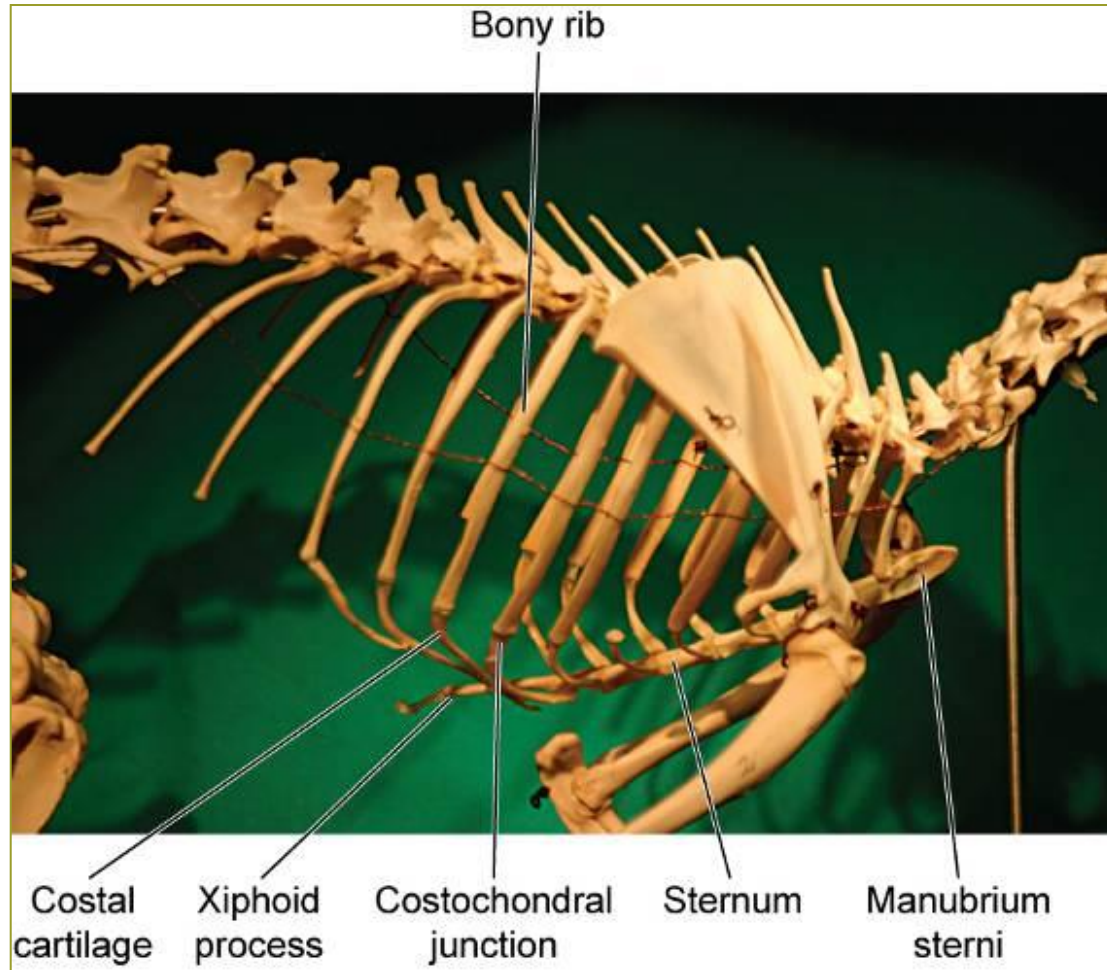 Bony rib
Costal
cartilage
Xiphoid
process
Costochondral
junction
Sternum
Manubrium
sterni